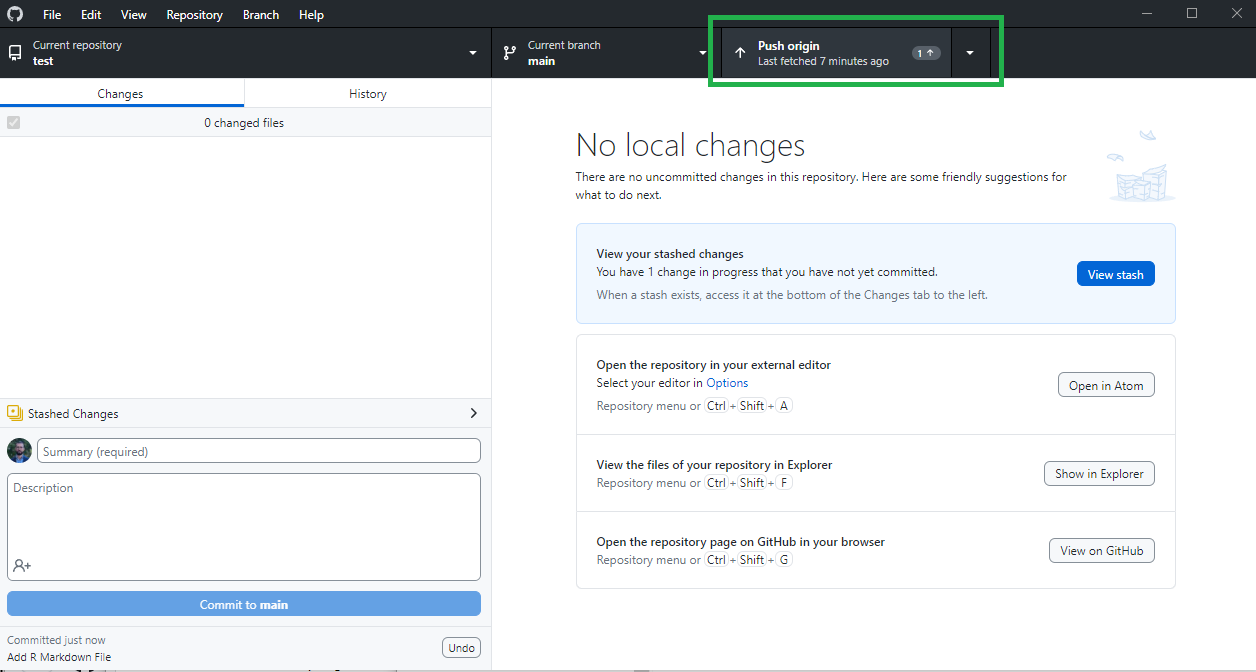 File Edit View Repository Branch Help
Current repository
test
Current branch
main
Push origin
Last fetched 7 minutes ago
1
Changes History
0 changed files
No local changes
There are no uncommitted changes in this repository. Here are some friendly suggestions for
what to do next.
View your stashed changes
You have 1 change in progress that you have not yet committed.
When a stash exists, access it at the bottom of the Changes tab to the left.
View stash
Open the repository in your external editor
Select your editor in Options
Repository menu or Ctrl + Shift + A
Open in Atom
View the files of your repository in Explorer
Repository menu or Ctrl + Shift + F
Show in Explorer
Open the repository page on GitHub in your browser
Repository menu or Ctrl + Shift + G
View on GitHub
Stashed Changes
Summary (required)
Description
Commit to main
Committed just now
Add R Markdown File
Undo